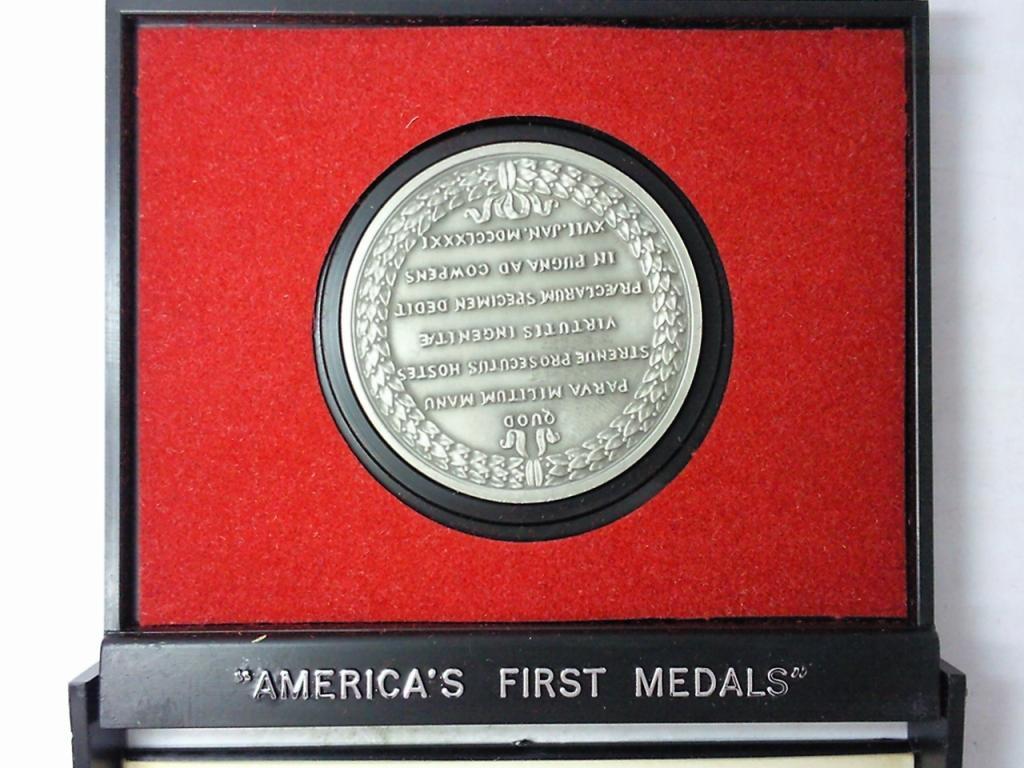 QUOD
PARVA MILITUM MANU
STRENUE PROSECUTUS HOSTES
VIRTUTIS INGENITÆ
PRÆCLARUM SPECIMEN DEDIT
IN PUGNA AD COWPENS
XVII. JAN. MDCCLXXXI
"AMERICA'S FIRST MEDALS"